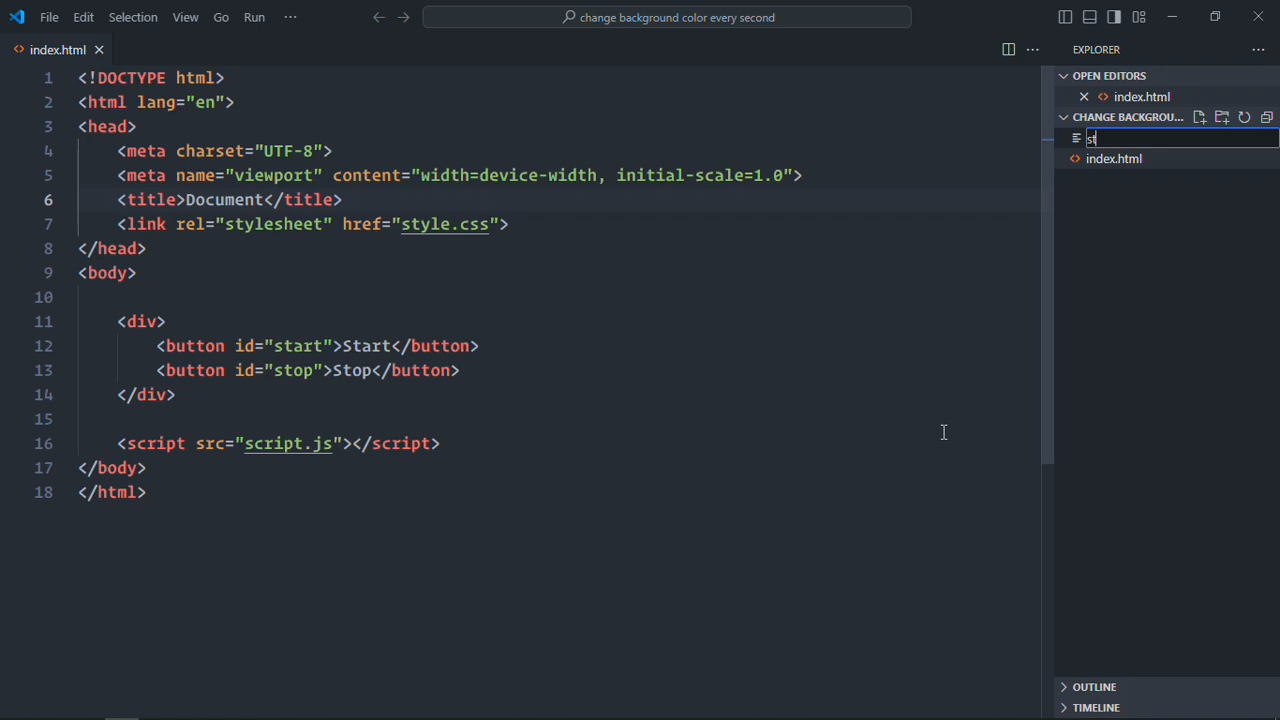 File Edit Selection View Go Run ···
change background color every second
index.html
EXPLORER
OPEN EDITORS
index.html
CHANGE BACKGROU...
st
index.html
1 <!DOCTYPE html>
2 <html lang="en">
3 <head>
4 <meta charset="UTF-8">
5 <meta name="viewport" content="width=device-width, initial-scale=1.0">
6 <title>Document</title>
7 <link rel="stylesheet" href="style.css">
8 </head>
9 <body>
10
11 <div>
12 <button id="start">Start</button>
13 <button id="stop">Stop</button>
14 </div>
15
16 <script src="script.js"></script>
17 </body>
18 </html>
OUTLINE
TIMELINE